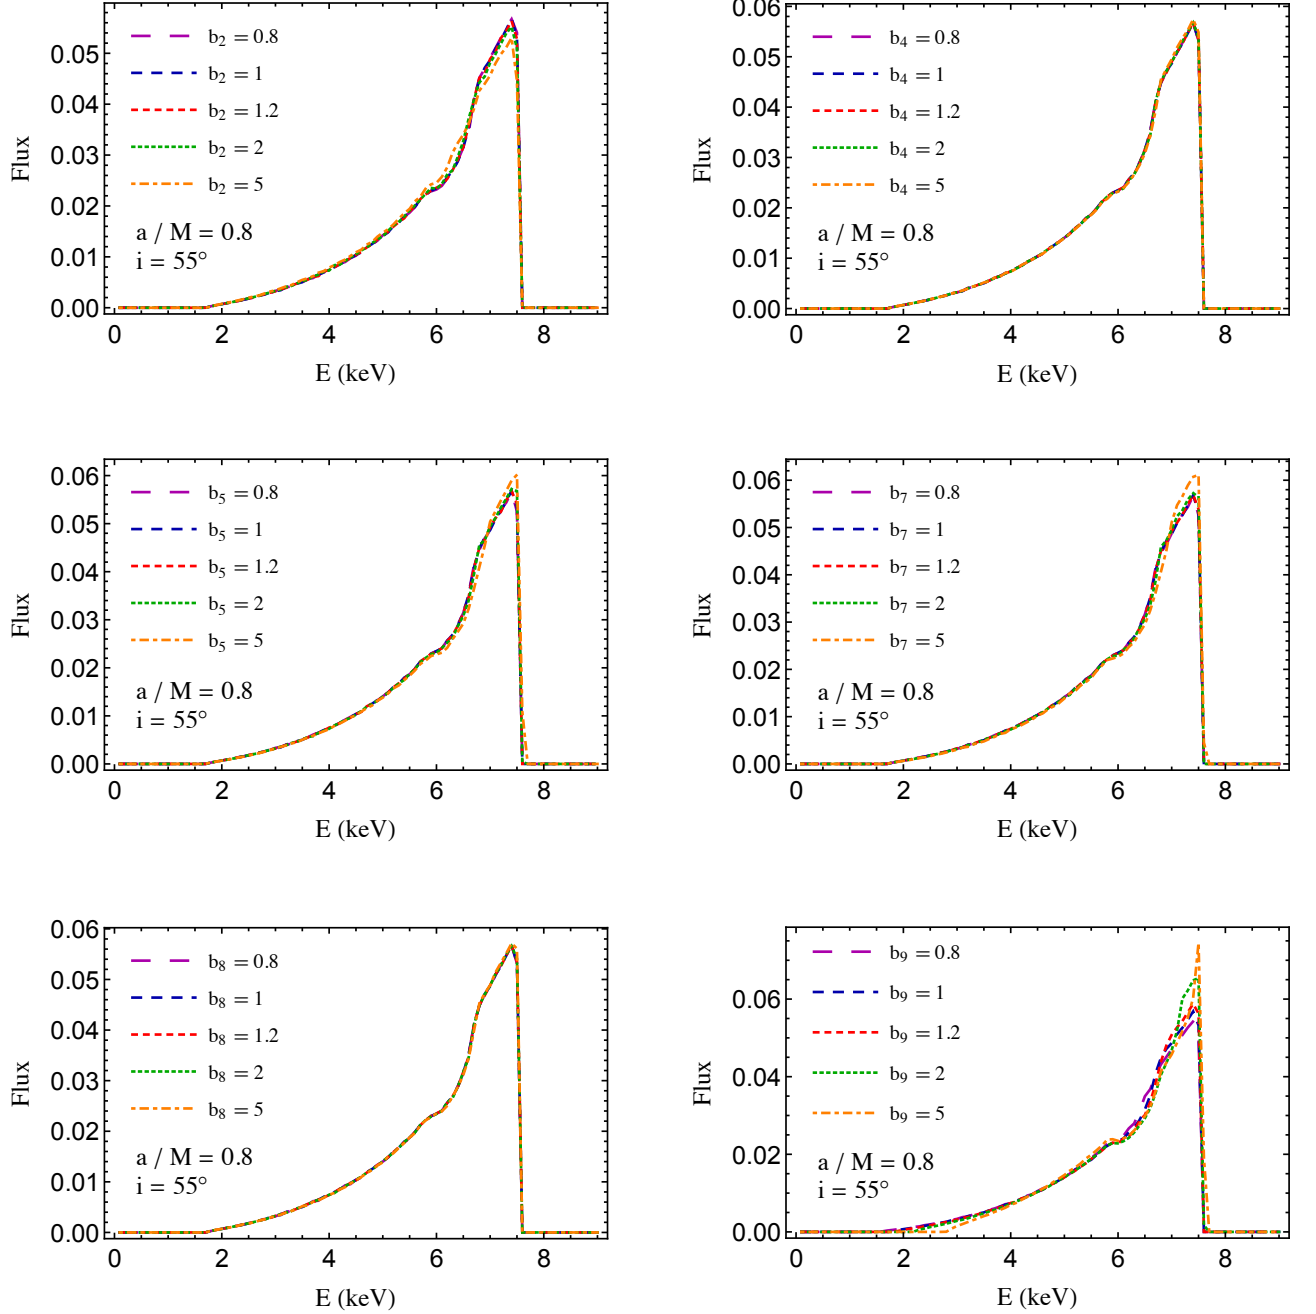 Flux
0.05
0.04
0.03
0.02
0.01
0.00
b2 = 0.8
b2 = 1
b2 = 1.2
b2 = 2
b2 = 5
a / M = 0.8
i = 55°
0 2 4 6 8
E (keV)
Flux
0.06
0.05
0.04
0.03
0.02
0.01
0.00
b4 = 0.8
b4 = 1
b4 = 1.2
b4 = 2
b4 = 5
a / M = 0.8
i = 55°
0 2 4 6 8
E (keV)
Flux
0.06
0.05
0.04
0.03
0.02
0.01
0.00
b5 = 0.8
b5 = 1
b5 = 1.2
b5 = 2
b5 = 5
a / M = 0.8
i = 55°
0 2 4 6 8
E (keV)
Flux
0.06
0.05
0.04
0.03
0.02
0.01
0.00
b7 = 0.8
b7 = 1
b7 = 1.2
b7 = 2
b7 = 5
a / M = 0.8
i = 55°
0 2 4 6 8
E (keV)
Flux
0.06
0.05
0.04
0.03
0.02
0.01
0.00
b8 = 0.8
b8 = 1
b8 = 1.2
b8 = 2
b8 = 5
a / M = 0.8
i = 55°
0 2 4 6 8
E (keV)
Flux
0.06
0.04
0.02
0.00
b9 = 0.8
b9 = 1
b9 = 1.2
b9 = 2
b9 = 5
a / M = 0.8
i = 55°
0 2 4 6 8
E (keV)